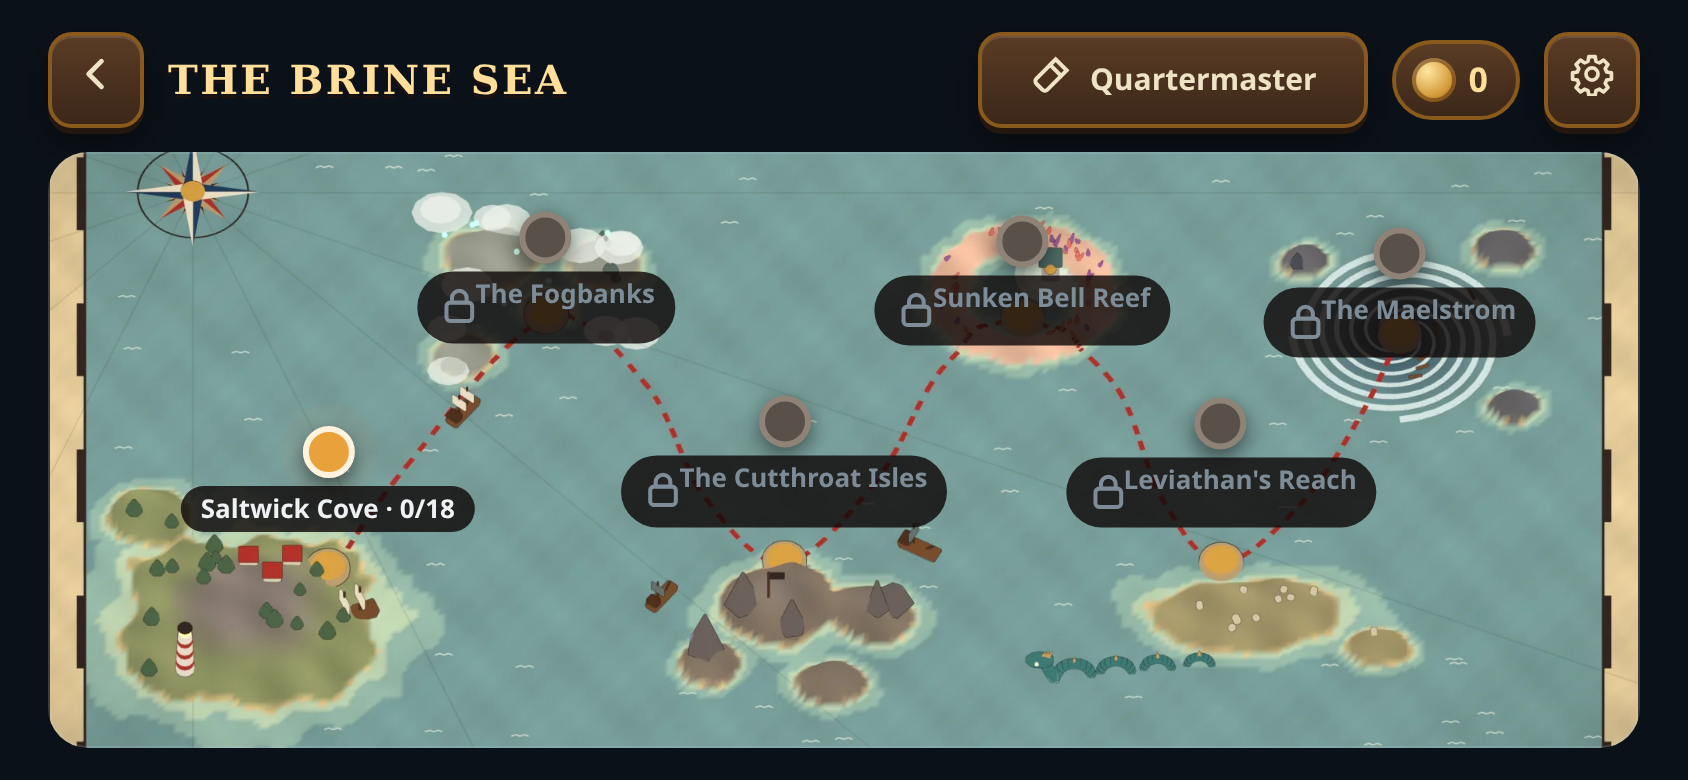 THE BRINE SEA
Quartermaster
0
The Fogbanks
Sunken Bell Reef
The Maelstrom
The Cutthroat Isles
Leviathan's Reach
Saltwick Cove · 0/18